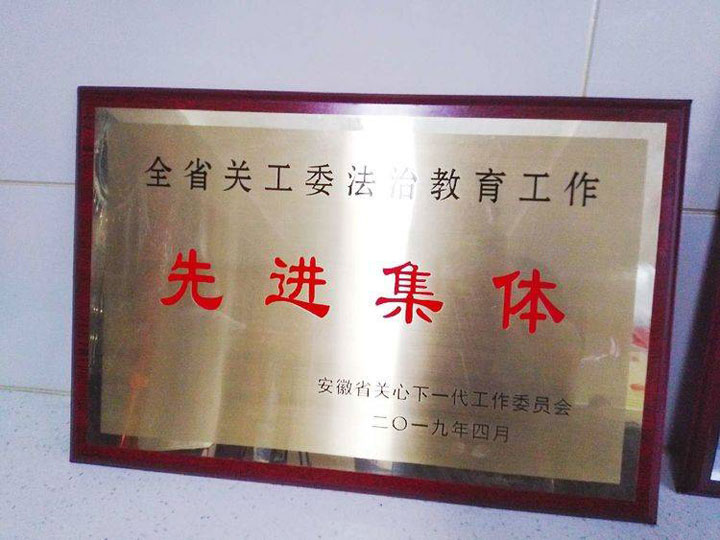 全省关工委法治教育工作
先进集体
安徽省关心下一代工作委员会
二〇一九年四月